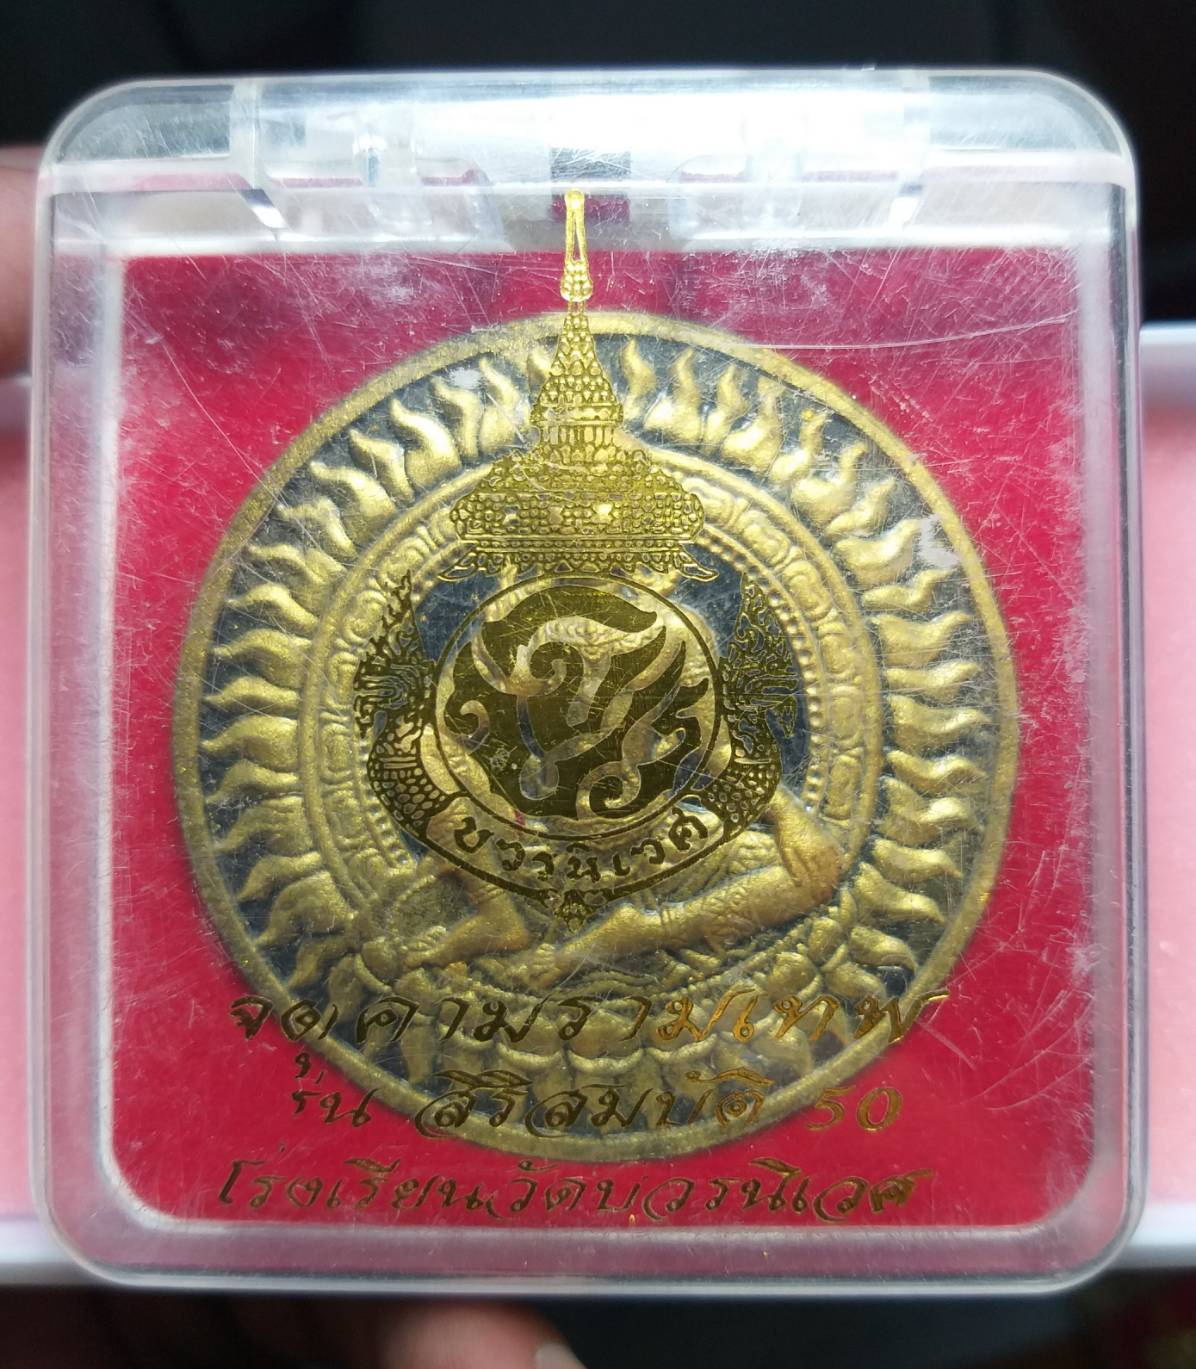 บวรนิเวศ
จตุคามรามเทพ
รุ่น สิริสมบัติ 50
โรงเรียนวัดบวรนิเวศ